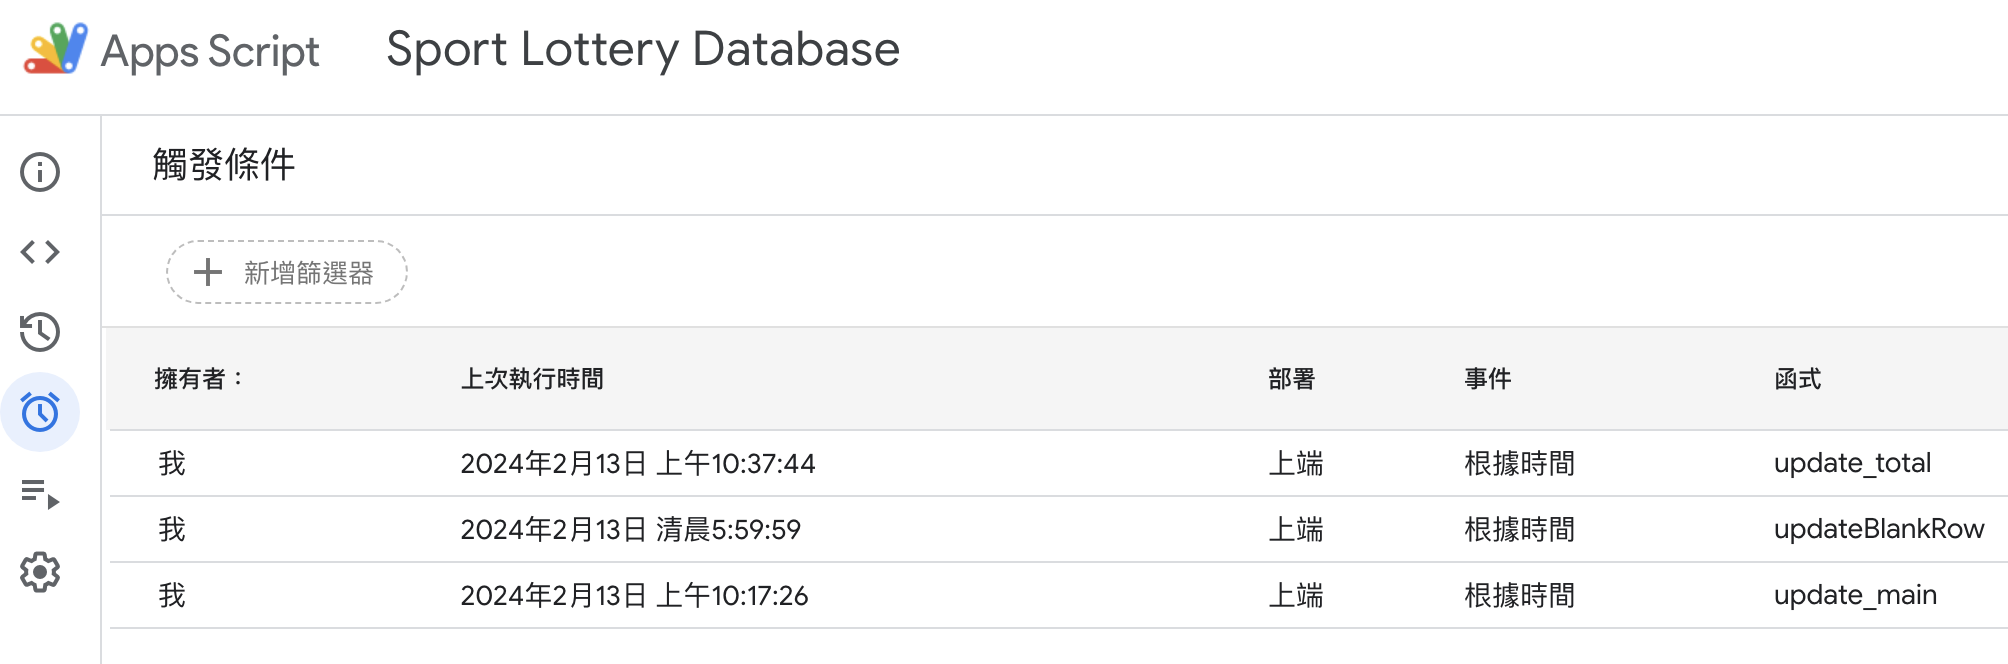 Apps Script Sport Lottery Database
觸發條件
新增篩選器
擁有者： 上次執行時間 部署 事件 函式
我 2024年2月13日 上午10:37:44 上端 根據時間 update_total
我 2024年2月13日 清晨5:59:59 上端 根據時間 updateBlankRow
我 2024年2月13日 上午10:17:26 上端 根據時間 update_main